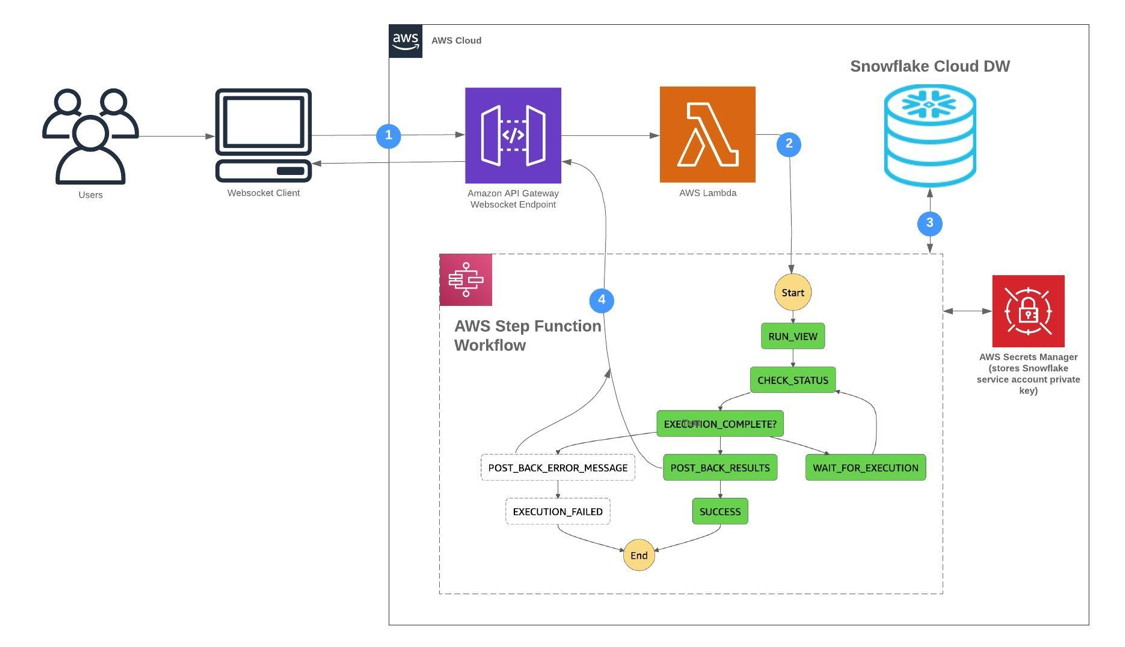 aws
AWS Cloud
Snowflake Cloud DW
1
2
</>
Users
Websocket Client
Amazon API Gateway
Websocket Endpoint
AWS Lambda
3
4
AWS Step Function
Workflow
Start
RUN_VIEW
CHECK_STATUS
EXECUTION_COMPLETE?
POST_BACK_ERROR_MESSAGE
POST_BACK_RESULTS
WAIT_FOR_EXECUTION
EXECUTION_FAILED
SUCCESS
End
AWS Secrets Manager
(stores Snowflake
service account private
key)